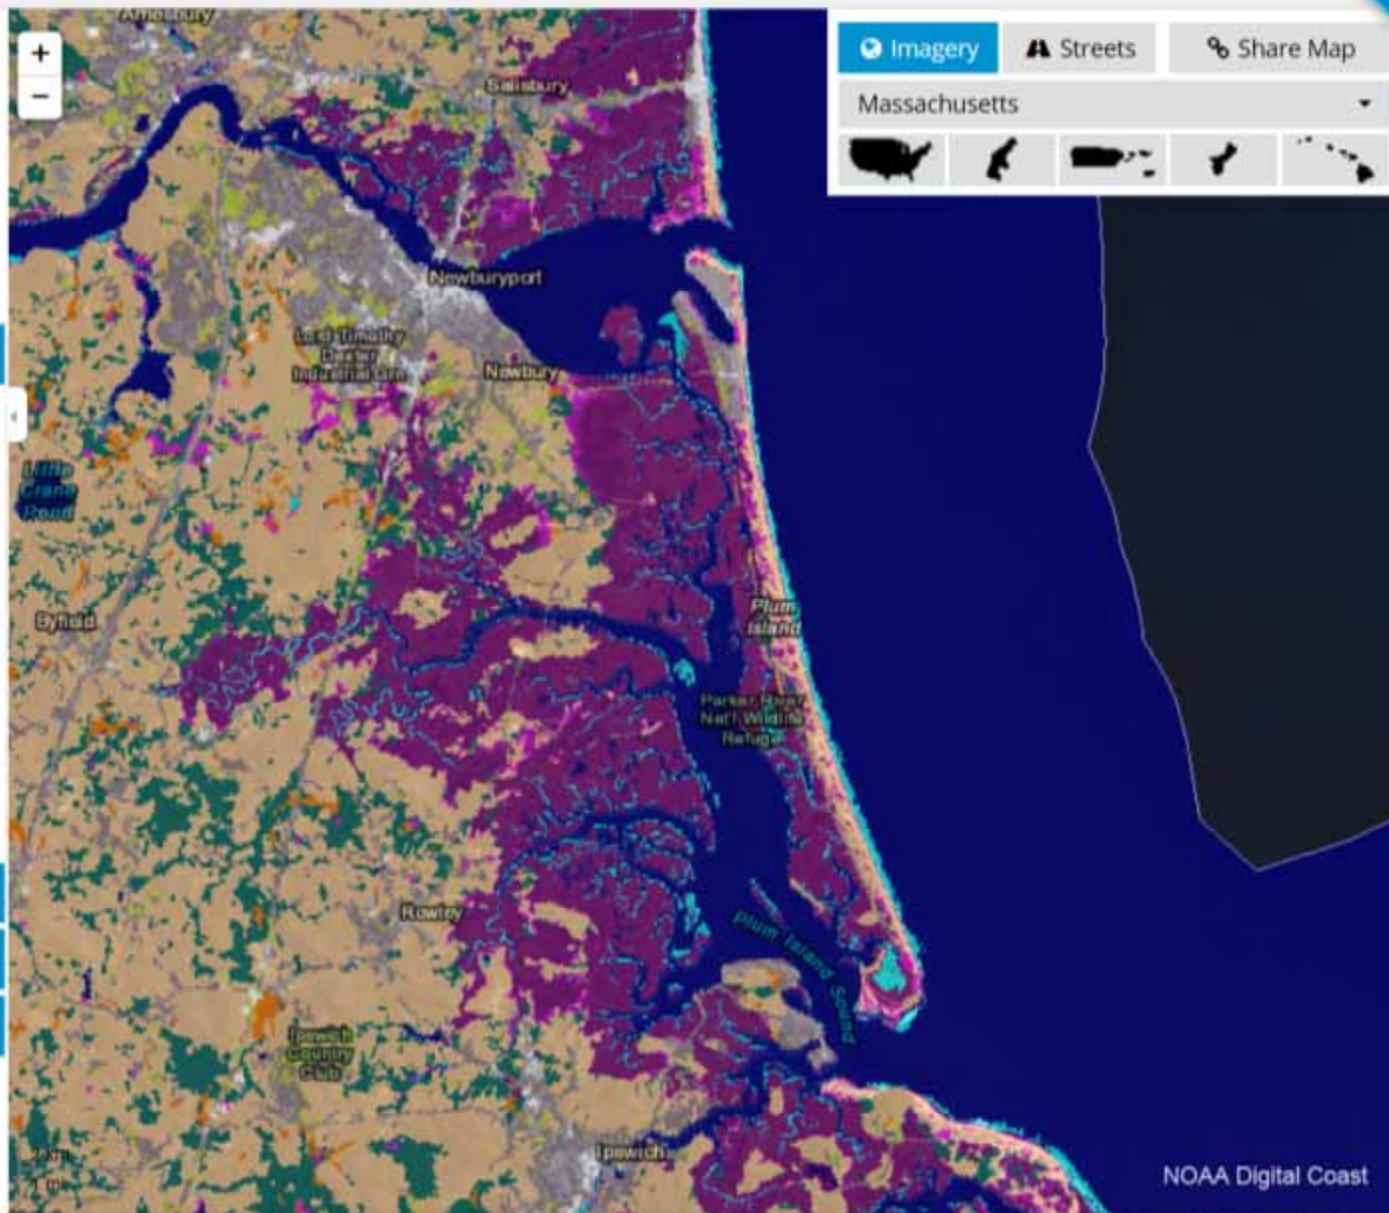 Amesbury
+
−
Imagery
Streets
Share Map
Massachusetts
Salisbury
Newburyport
Lord Timothy
Dexter
Industrial Grn
Newbury
Little
Crane
Pond
Byfield
Plum
Island
Parker River
Nat'l Wildlife
Refuge
Rowley
Plum Island Sound
Ipswich
Country
Club
Ipswich
NOAA Digital Coast